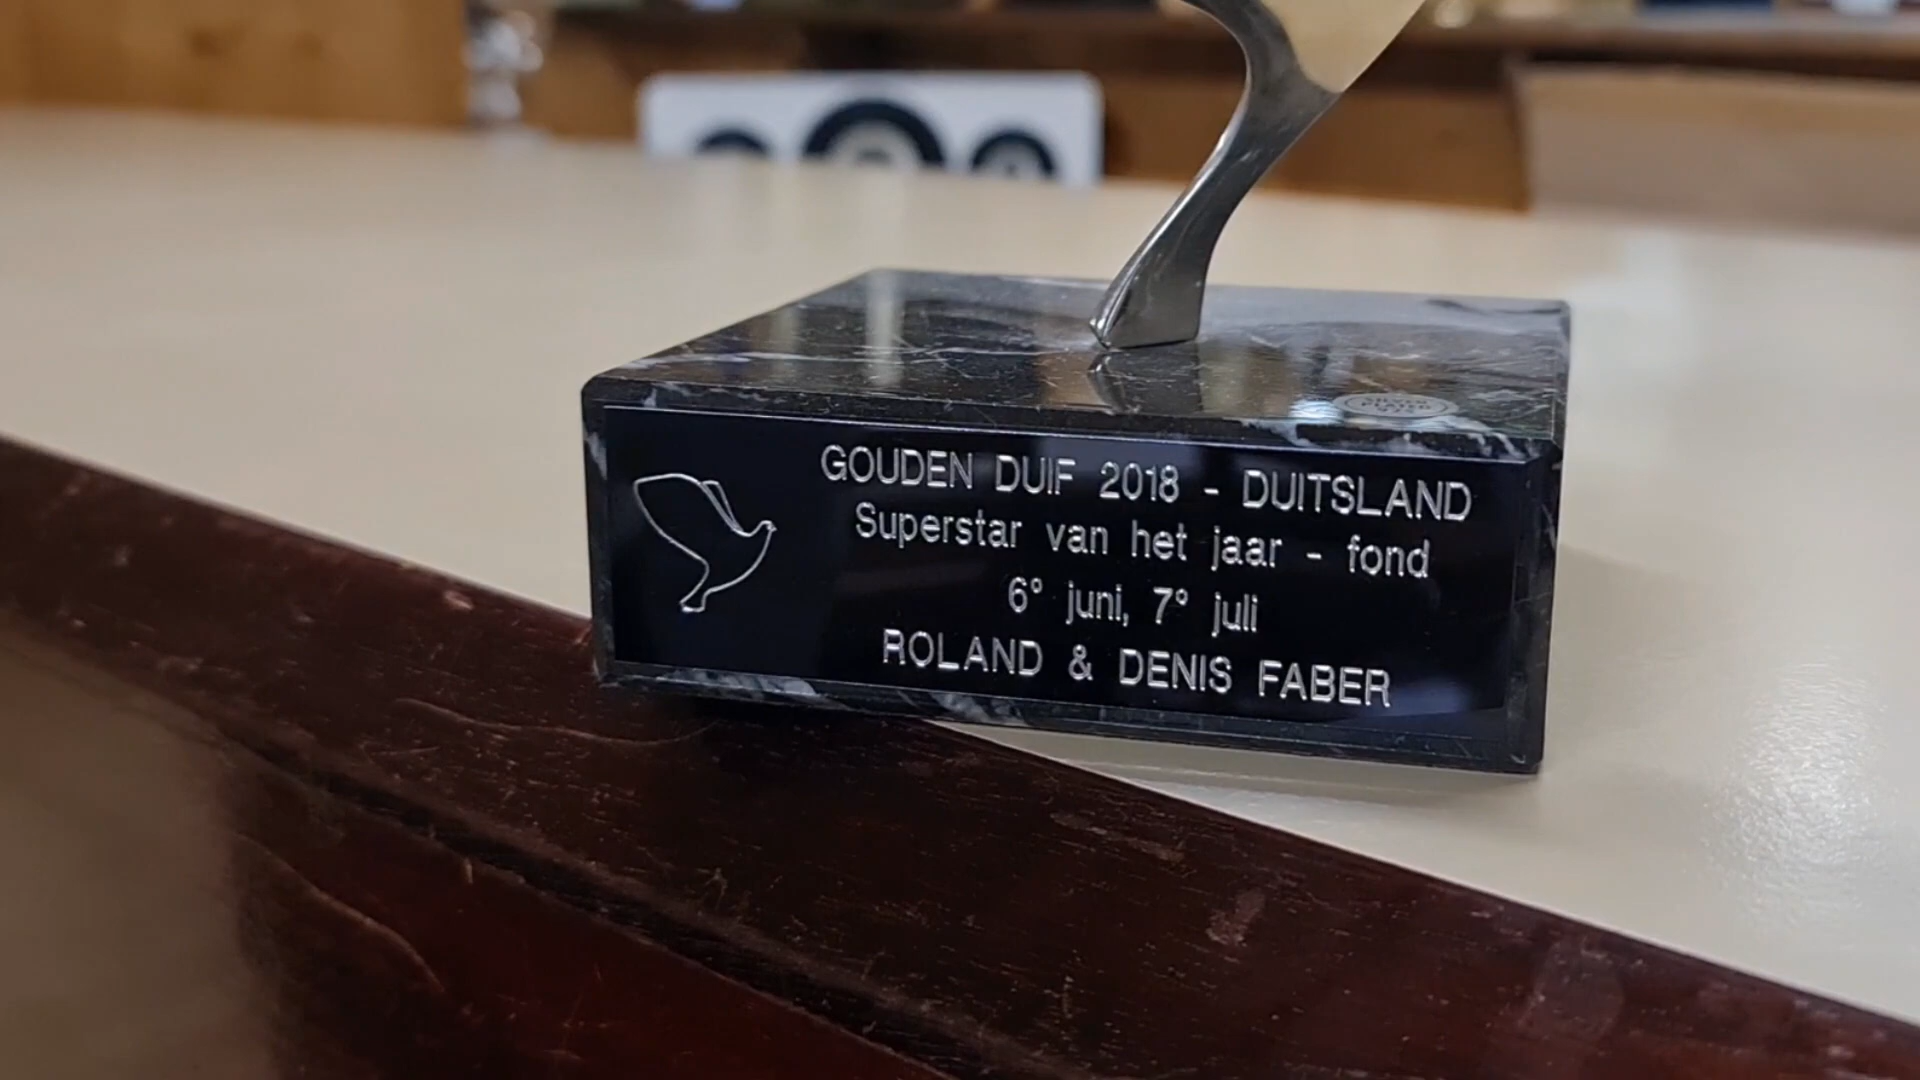 GOUDEN DUIF 2018 - DUITSLAND
Superstar van het jaar - fond
6° juni, 7° juli
ROLAND & DENIS FABER